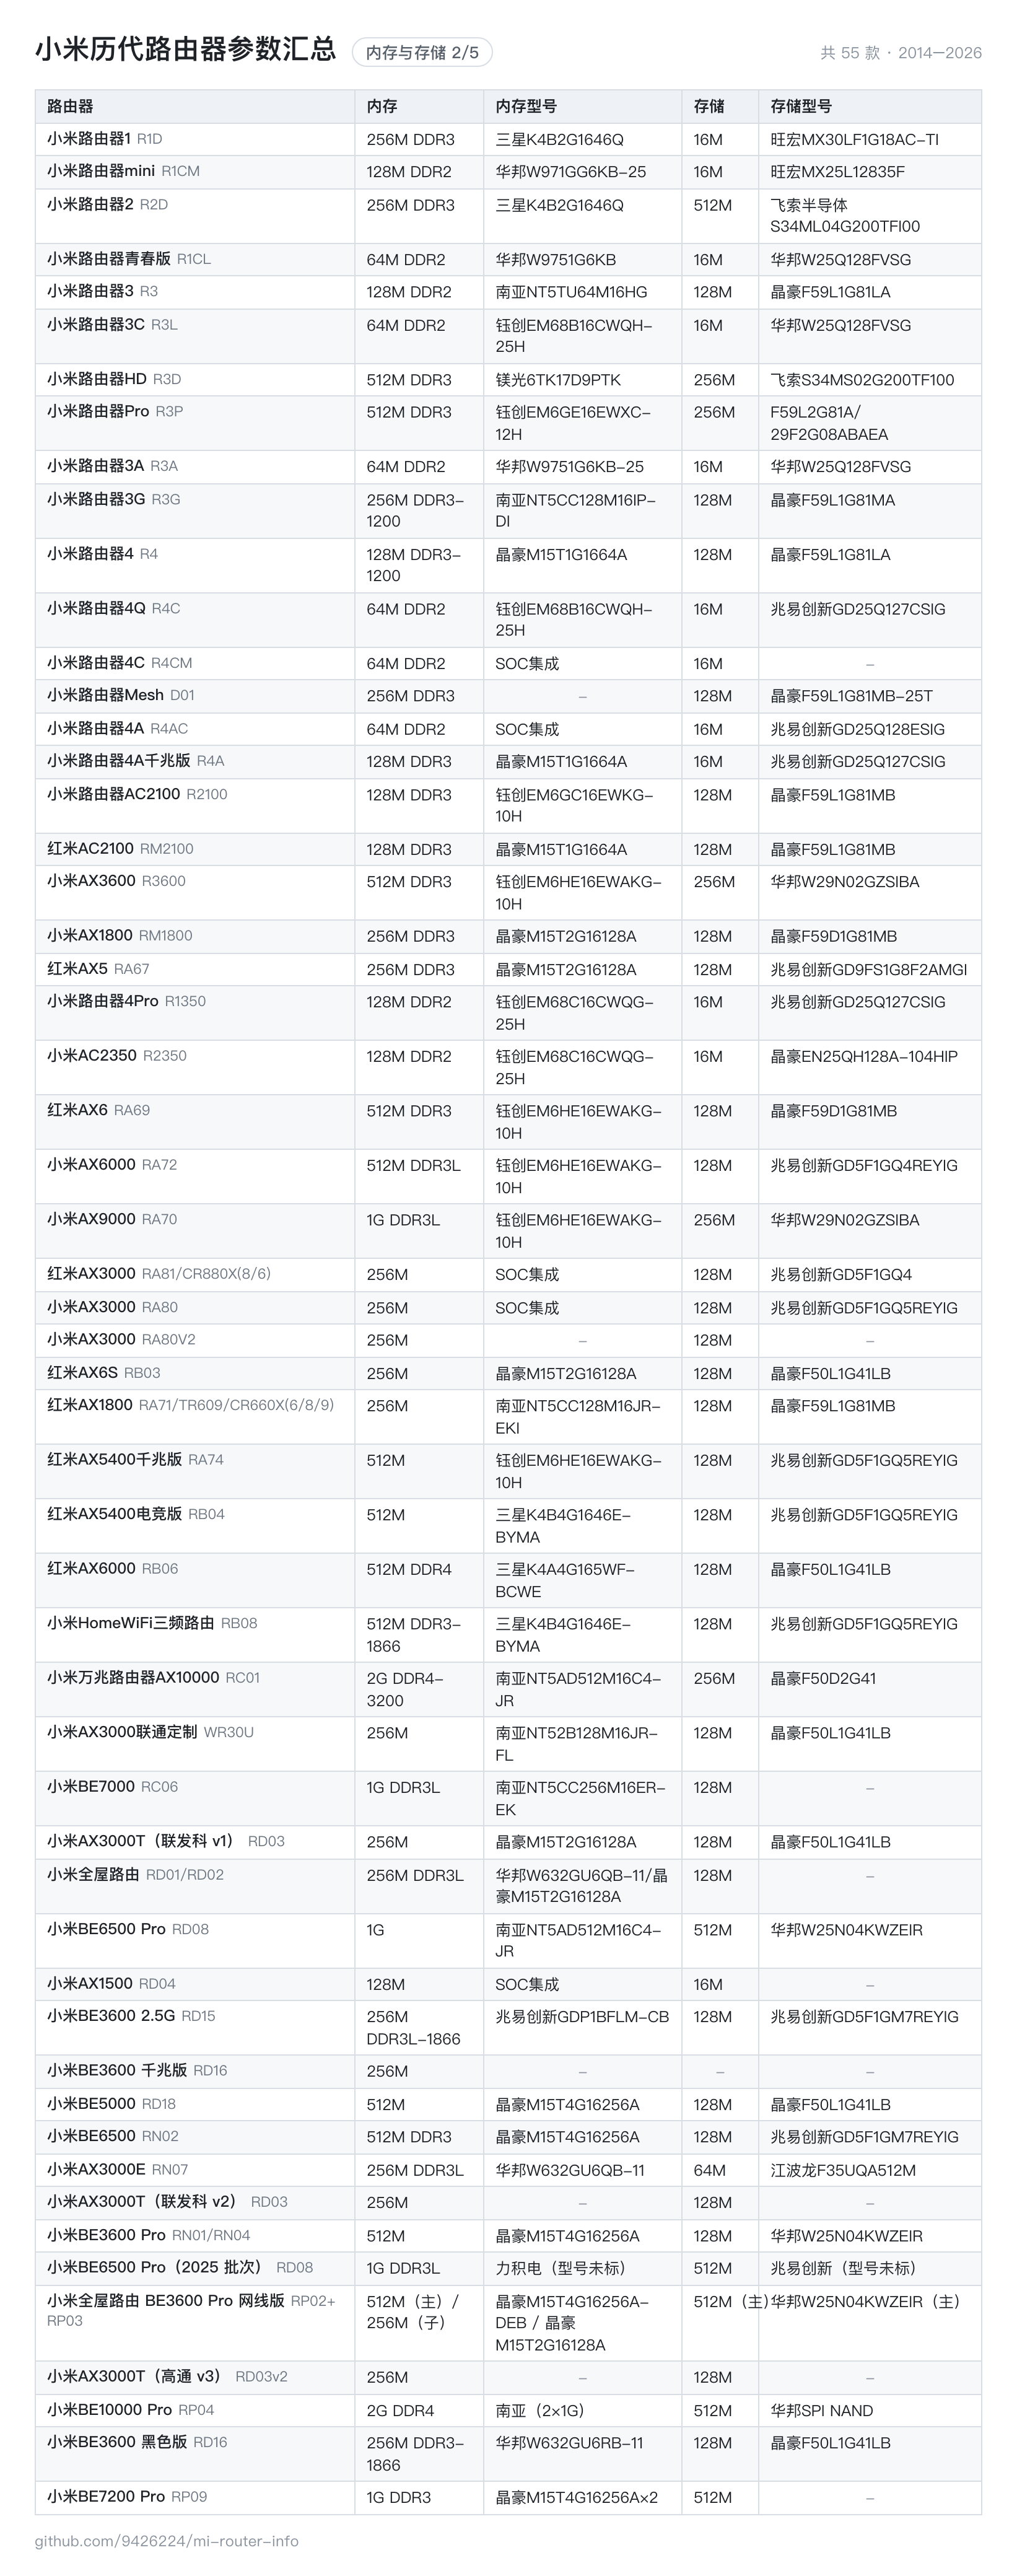 小米历代路由器参数汇总 内存与存储 2/5 共 55 款 · 2014—2026
路由器 内存 内存型号 存储 存储型号
小米路由器1 R1D 256M DDR3 三星K4B2G1646Q 16M 旺宏MX30LF1G18AC-TI
小米路由器mini R1CM 128M DDR2 华邦W971GG6KB-25 16M 旺宏MX25L12835F
小米路由器2 R2D 256M DDR3 三星K4B2G1646Q 512M 飞索半导体
S34ML04G200TFI00
小米路由器青春版 R1CL 64M DDR2 华邦W9751G6KB 16M 华邦W25Q128FVSG
小米路由器3 R3 128M DDR2 南亚NT5TU64M16HG 128M 晶豪F59L1G81LA
小米路由器3C R3L 64M DDR2 钰创EM68B16CWQH- 16M 华邦W25Q128FVSG
25H
小米路由器HD R3D 512M DDR3 镁光6TK17D9PTK 256M 飞索S34MS02G200TF100
小米路由器Pro R3P 512M DDR3 钰创EM6GE16EWXC- 256M F59L2G81A/
12H 29F2G08ABAEA
小米路由器3A R3A 64M DDR2 华邦W9751G6KB-25 16M 华邦W25Q128FVSG
小米路由器3G R3G 256M DDR3- 南亚NT5CC128M16IP- 128M 晶豪F59L1G81MA
1200 DI
小米路由器4 R4 128M DDR3- 晶豪M15T1G1664A 128M 晶豪F59L1G81LA
1200
小米路由器4Q R4C 64M DDR2 钰创EM68B16CWQH- 16M 兆易创新GD25Q127CSIG
25H
小米路由器4C R4CM 64M DDR2 SOC集成 16M –
小米路由器Mesh D01 256M DDR3 – 128M 晶豪F59L1G81MB-25T
小米路由器4A R4AC 64M DDR2 SOC集成 16M 兆易创新GD25Q128ESIG
小米路由器4A千兆版 R4A 128M DDR3 晶豪M15T1G1664A 16M 兆易创新GD25Q127CSIG
小米路由器AC2100 R2100 128M DDR3 钰创EM6GC16EWKG- 128M 晶豪F59L1G81MB
10H
红米AC2100 RM2100 128M DDR3 晶豪M15T1G1664A 128M 晶豪F59L1G81MB
小米AX3600 R3600 512M DDR3 钰创EM6HE16EWAKG- 256M 华邦W29N02GZSIBA
10H
小米AX1800 RM1800 256M DDR3 晶豪M15T2G16128A 128M 晶豪F59D1G81MB
红米AX5 RA67 256M DDR3 晶豪M15T2G16128A 128M 兆易创新GD9FS1G8F2AMGI
小米路由器4Pro R1350 128M DDR2 钰创EM68C16CWQG- 16M 兆易创新GD25Q127CSIG
25H
小米AC2350 R2350 128M DDR2 钰创EM68C16CWQG- 16M 晶豪EN25QH128A-104HIP
25H
红米AX6 RA69 512M DDR3 钰创EM6HE16EWAKG- 128M 晶豪F59D1G81MB
10H
小米AX6000 RA72 512M DDR3L 钰创EM6HE16EWAKG- 128M 兆易创新GD5F1GQ4REYIG
10H
小米AX9000 RA70 1G DDR3L 钰创EM6HE16EWAKG- 256M 华邦W29N02GZSIBA
10H
红米AX3000 RA81/CR880X(8/6) 256M SOC集成 128M 兆易创新GD5F1GQ4
小米AX3000 RA80 256M SOC集成 128M 兆易创新GD5F1GQ5REYIG
小米AX3000 RA80V2 256M – 128M –
红米AX6S RB03 256M 晶豪M15T2G16128A 128M 晶豪F50L1G41LB
红米AX1800 RA71/TR609/CR660X(6/8/9) 256M 南亚NT5CC128M16JR- 128M 晶豪F59L1G81MB
EKI
红米AX5400千兆版 RA74 512M 钰创EM6HE16EWAKG- 128M 兆易创新GD5F1GQ5REYIG
10H
红米AX5400电竞版 RB04 512M 三星K4B4G1646E- 128M 兆易创新GD5F1GQ5REYIG
BYMA
红米AX6000 RB06 512M DDR4 三星K4A4G165WF- 128M 晶豪F50L1G41LB
BCWE
小米HomeWiFi三频路由 RB08 512M DDR3- 三星K4B4G1646E- 128M 兆易创新GD5F1GQ5REYIG
1866 BYMA
小米万兆路由器AX10000 RC01 2G DDR4- 南亚NT5AD512M16C4- 256M 晶豪F50D2G41
3200 JR
小米AX3000联通定制 WR30U 256M 南亚NT52B128M16JR- 128M 晶豪F50L1G41LB
FL
小米BE7000 RC06 1G DDR3L 南亚NT5CC256M16ER- 128M –
EK
小米AX3000T（联发科 v1） RD03 256M 晶豪M15T2G16128A 128M 晶豪F50L1G41LB
小米全屋路由 RD01/RD02 256M DDR3L 华邦W632GU6QB-11/晶 128M –
豪M15T2G16128A
小米BE6500 Pro RD08 1G 南亚NT5AD512M16C4- 512M 华邦W25N04KWZEIR
JR
小米AX1500 RD04 128M SOC集成 16M –
小米BE3600 2.5G RD15 256M 兆易创新GDP1BFLM-CB 128M 兆易创新GD5F1GM7REYIG
DDR3L-1866
小米BE3600 千兆版 RD16 256M – – –
小米BE5000 RD18 512M 晶豪M15T4G16256A 128M 晶豪F50L1G41LB
小米BE6500 RN02 512M DDR3 晶豪M15T4G16256A 128M 兆易创新GD5F1GM7REYIG
小米AX3000E RN07 256M DDR3L 华邦W632GU6QB-11 64M 江波龙F35UQA512M
小米AX3000T（联发科 v2） RD03 256M – 128M –
小米BE3600 Pro RN01/RN04 512M 晶豪M15T4G16256A 128M 华邦W25N04KWZEIR
小米BE6500 Pro（2025 批次） RD08 1G DDR3L 力积电（型号未标） 512M 兆易创新（型号未标）
小米全屋路由 BE3600 Pro 网线版 RP02+ 512M（主）/ 晶豪M15T4G16256A- 512M（主） 华邦W25N04KWZEIR（主）
RP03 256M（子） DEB / 晶豪
M15T2G16128A
小米AX3000T（高通 v3） RD03v2 256M – 128M –
小米BE10000 Pro RP04 2G DDR4 南亚（2×1G） 512M 华邦SPI NAND
小米BE3600 黑色版 RD16 256M DDR3- 华邦W632GU6RB-11 128M 晶豪F50L1G41LB
1866
小米BE7200 Pro RP09 1G DDR3 晶豪M15T4G16256A×2 512M –
github.com/9426224/mi-router-info